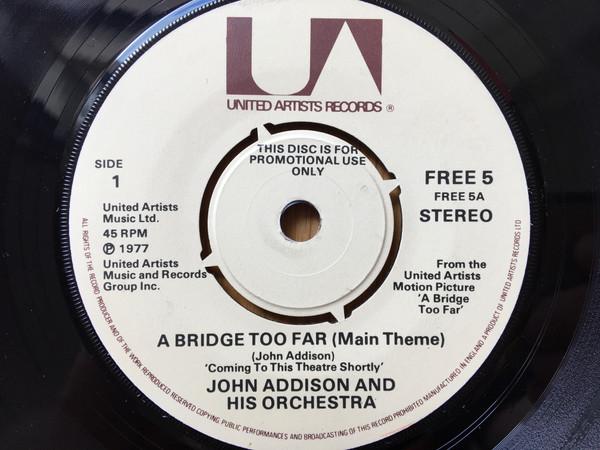 UA
UNITED ARTISTS RECORDS ®
THIS DISC IS FOR
PROMOTIONAL USE
ONLY
SIDE
1
FREE 5
FREE 5A
STEREO
United Artists
Music Ltd.
45 RPM
Ⓟ 1977
United Artists
Music and Records
Group Inc.
From the
United Artists
Motion Picture
'A Bridge
Too Far'
A BRIDGE TOO FAR (Main Theme)
(John Addison)
'Coming To This Theatre Shortly'
JOHN ADDISON AND
HIS ORCHESTRA
ALL RIGHTS OF THE RECORD PRODUCER AND OF THE WORK REPRODUCED RESERVED COPYING PUBLIC PERFORMANCES AND BROADCASTING OF THIS RECORD PROHIBITED MANUFACTURED IN ENGLAND A PRODUCT OF UNITED ARTISTS RECORDS LTD